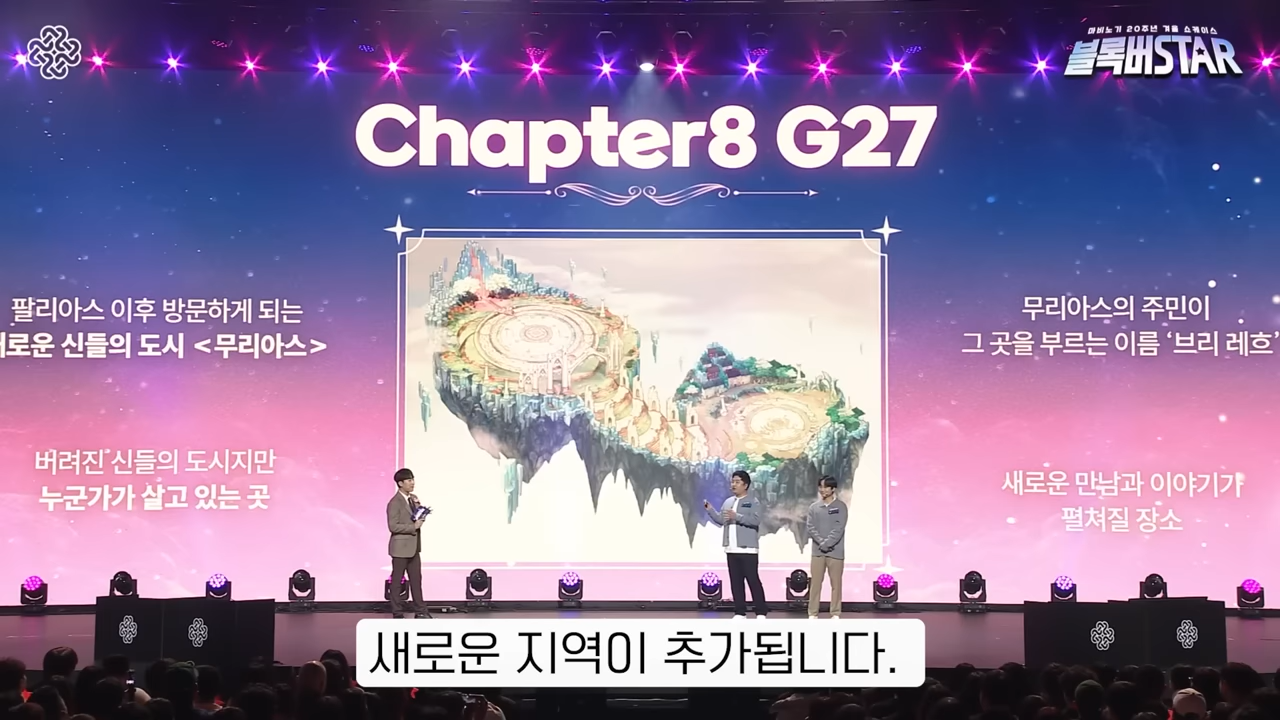 마비노기 20주년 겨울 쇼케이스
블록버STAR
Chapter8 G27
팔리아스 이후 방문하게 되는
새로운 신들의 도시 <무리아스>
버려진 신들의 도시지만
누군가가 살고 있는 곳
무리아스의 주민이
그 곳을 부르는 이름 ‘브리 레흐’
새로운 만남과 이야기가
펼쳐질 장소
새로운 지역이 추가됩니다.